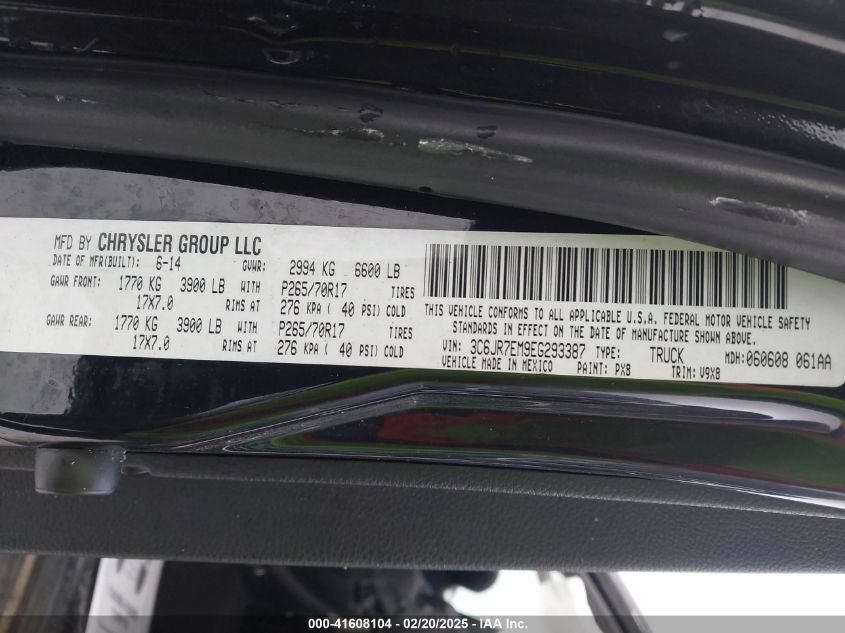 MFD BY CHRYSLER GROUP LLC
DATE OF MFR(BUILT): 6-14 GVWR: 2994 KG 6600 LB
GAWR FRONT: 1770 KG 3900 LB WITH P265/70R17 TIRES
17X7.0 RIMS AT 276 KPA ( 40 PSI) COLD
GAWR REAR: 1770 KG 3900 LB WITH P265/70R17 TIRES
17X7.0 RIMS AT 276 KPA ( 40 PSI) COLD
THIS VEHICLE CONFORMS TO ALL APPLICABLE U.S.A. FEDERAL MOTOR VEHICLE SAFETY
STANDARDS IN EFFECT ON THE DATE OF MANUFACTURE SHOWN ABOVE.
VIN: 3C6JR7EM9EG293387 TYPE: TRUCK MDH: 060608 061AA
VEHICLE MADE IN MEXICO PAINT: PX8 TRIM: V9X8
000-41608104 - 02/20/2025 - IAA Inc.